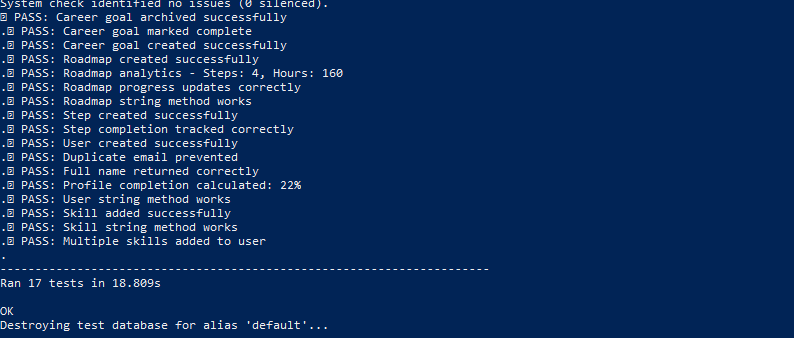 System check identified no issues (0 silenced).
� PASS: Career goal archived successfully
.� PASS: Career goal marked complete
.� PASS: Career goal created successfully
.� PASS: Roadmap created successfully
.� PASS: Roadmap analytics - Steps: 4, Hours: 160
.� PASS: Roadmap progress updates correctly
.� PASS: Roadmap string method works
.� PASS: Step created successfully
.� PASS: Step completion tracked correctly
.� PASS: User created successfully
.� PASS: Duplicate email prevented
.� PASS: Full name returned correctly
.� PASS: Profile completion calculated: 22%
.� PASS: User string method works
.� PASS: Skill added successfully
.� PASS: Skill string method works
.� PASS: Multiple skills added to user
.
----------------------------------------------------------------------
Ran 17 tests in 18.809s
OK
Destroying test database for alias 'default'...